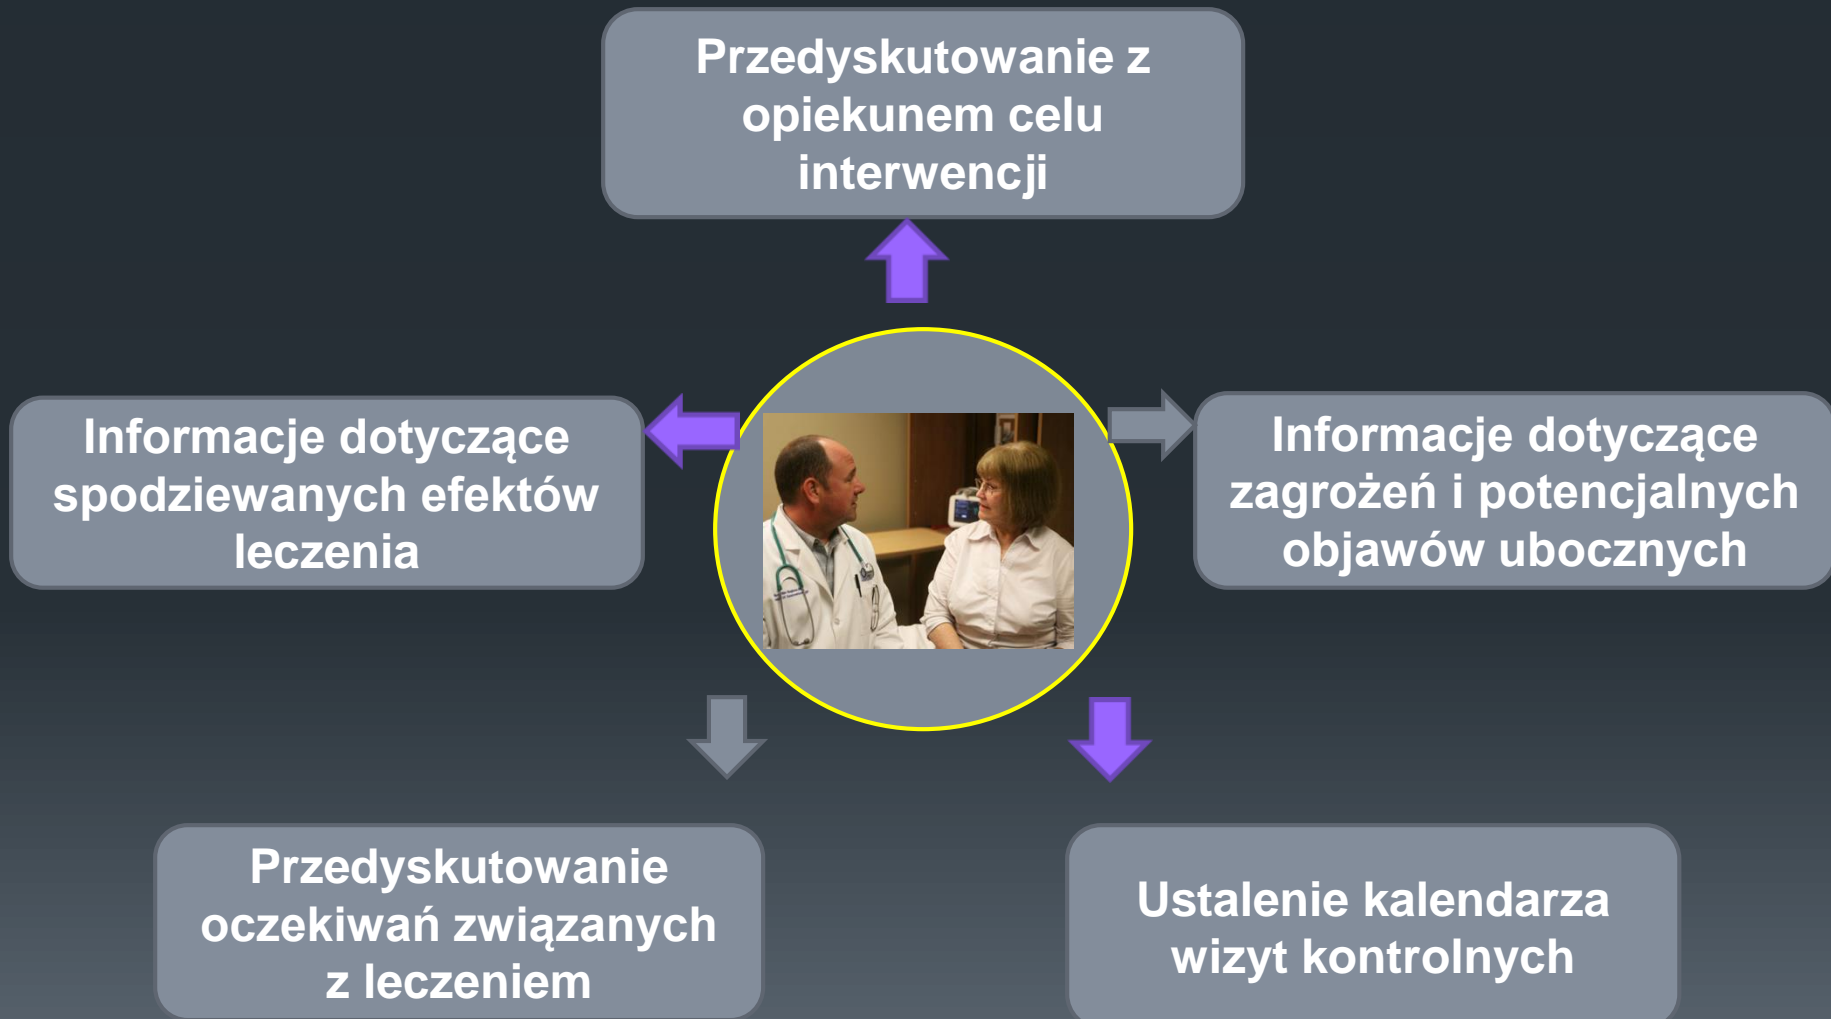 Przedyskutowanie z
opiekunem celu
interwencji
Informacje dotyczące
spodziewanych efektów
leczenia
Informacje dotyczące
zagrożeń i potencjalnych
objawów ubocznych
Przedyskutowanie
oczekiwań związanych
z leczeniem
Ustalenie kalendarza
wizyt kontrolnych